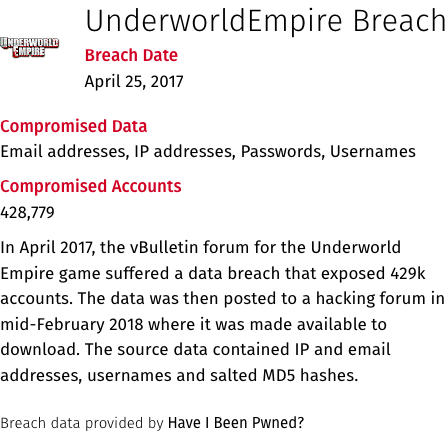 UnderworldEmpire Breach
UNDERWORLD
EMPIRE
Breach Date
April 25, 2017
Compromised Data
Email addresses, IP addresses, Passwords, Usernames
Compromised Accounts
428,779
In April 2017, the vBulletin forum for the Underworld
Empire game suffered a data breach that exposed 429k
accounts. The data was then posted to a hacking forum in
mid-February 2018 where it was made available to
download. The source data contained IP and email
addresses, usernames and salted MD5 hashes.
Breach data provided by Have I Been Pwned?